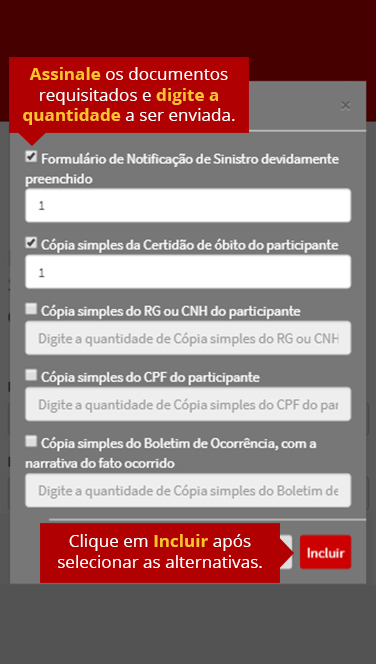 Assinale os documentos
requisitados e digite a
quantidade a ser enviada.
×
Formulário de Notificação de Sinistro devidamente
preenchido
1
Cópia simples da Certidão de óbito do participante
1
Cópia simples do RG ou CNH do participante
Digite a quantidade de Cópia simples do RG ou CNH
Cópia simples do CPF do participante
Digite a quantidade de Cópia simples do CPF do par
Cópia simples do Boletim de Ocorrência, com a
narrativa do fato ocorrido
Digite a quantidade de Cópia simples do Boletim de
Clique em Incluir após
selecionar as alternativas.
Incluir